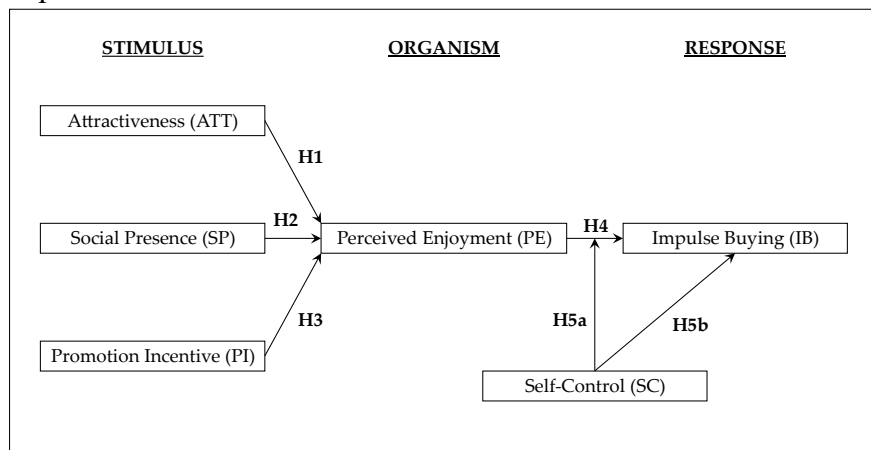 STIMULUS ORGANISM RESPONSE
Attractiveness (ATT)
H1
Social Presence (SP) H2 Perceived Enjoyment (PE) H4 Impulse Buying (IB)
H3 H5a H5b
Promotion Incentive (PI)
Self-Control (SC)